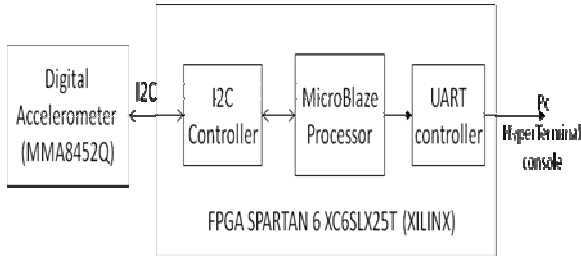 Digital
Accelerometer
(MMA8452Q)
I2C
I2C
Controller
MicroBlaze
Processor
UART
controller
Pc
HyperTerminal
console
FPGA SPARTAN 6 XC6SLX25T (XILINX)